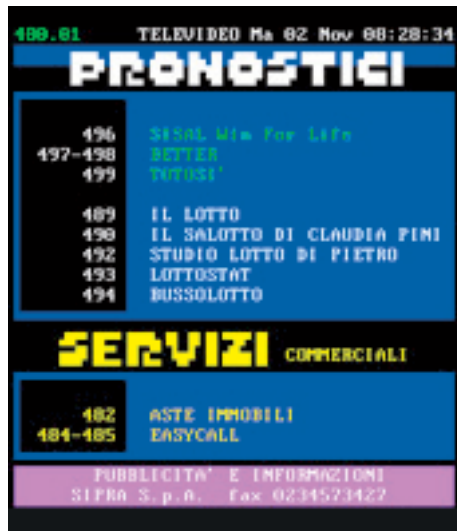 480.01 TELEVIDEO Ma 02 Nov 08:28:34
PRONOSTICI
496 SISAL Win For Life
497-498 BETTER
499 TOTOSI'
489 IL LOTTO
490 IL SALOTTO DI CLAUDIA PINI
492 STUDIO LOTTO DI PIETRO
493 LOTTOSTAT
494 BUSSOLOTTO
SERVIZI COMMERCIALI
482 ASTE IMMOBILI
484-485 EASYCALL
PUBBLICITA' E INFORMAZIONI
SIPRA S.p.A. fax 0234573427